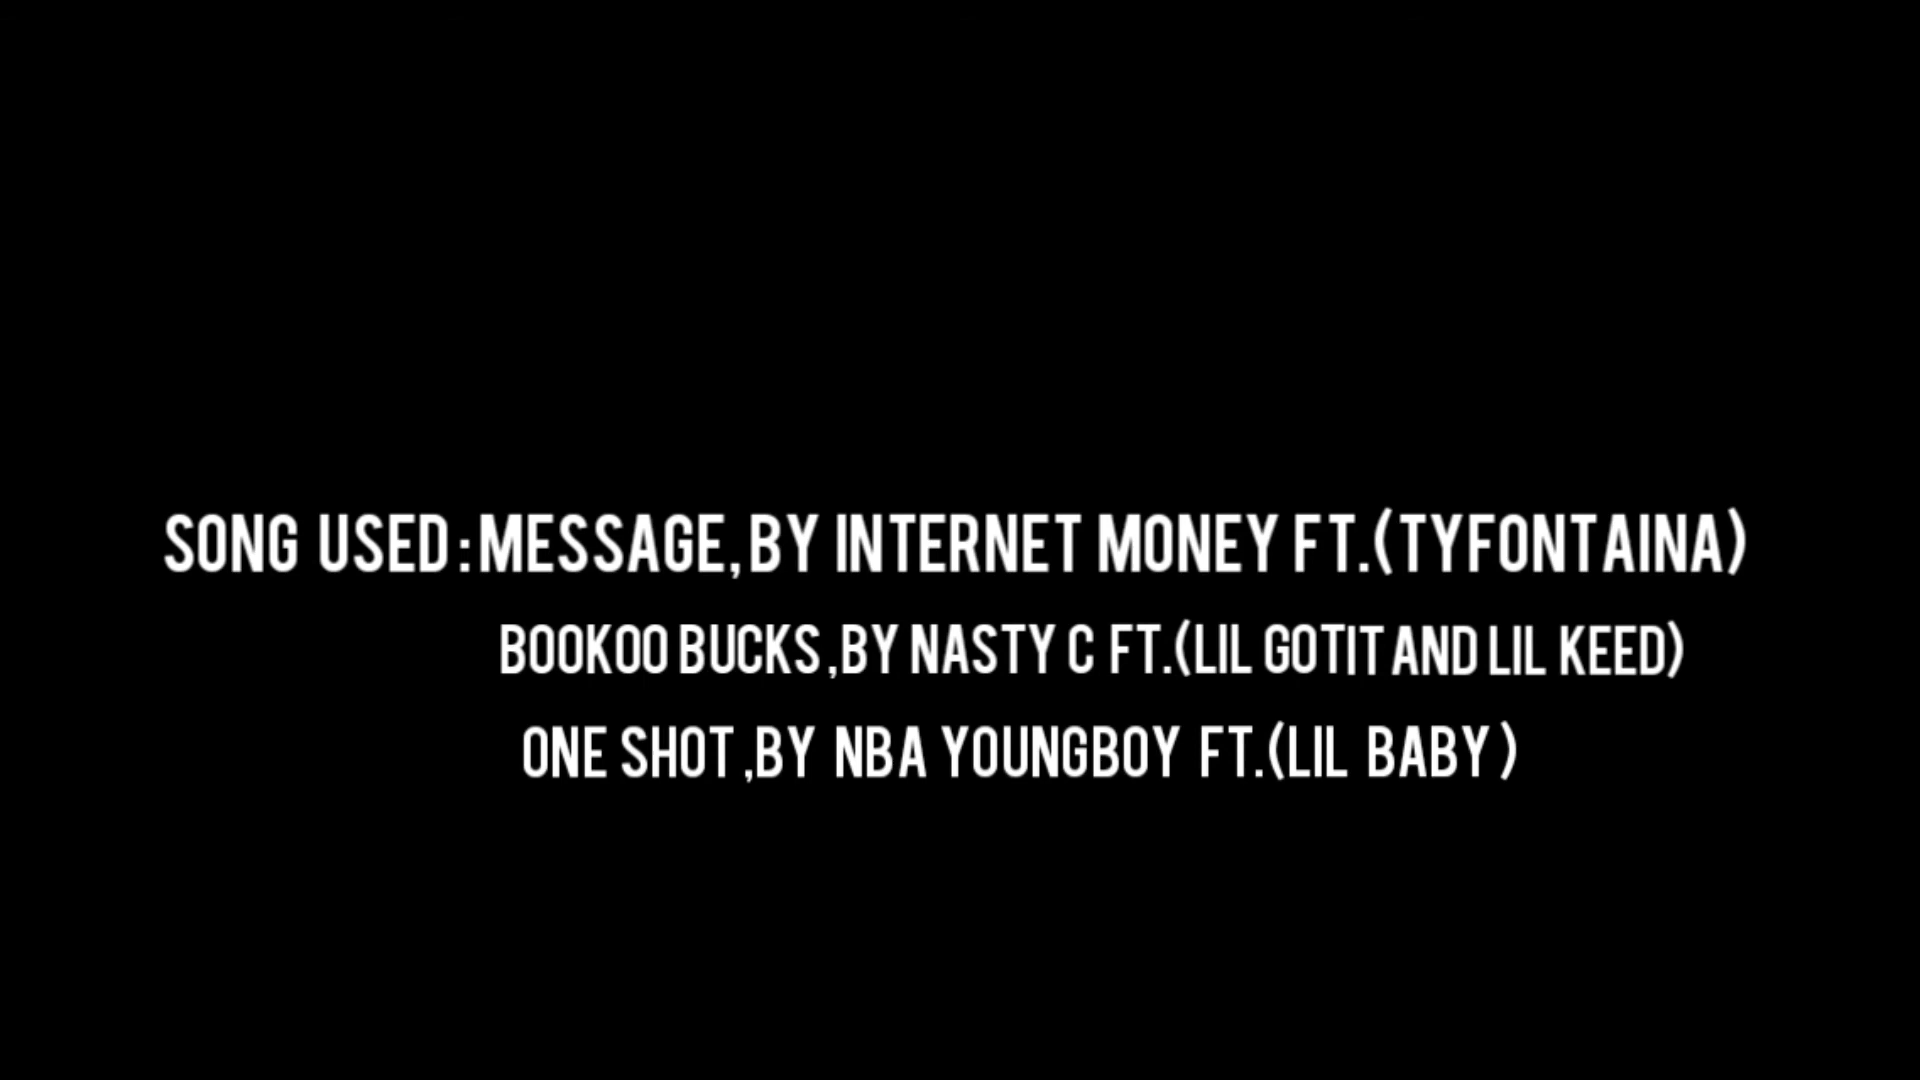 SONG USED:MESSAGE,BY INTERNET MONEY FT.(TYFONTAINA)
BOOKOO BUCKS,BY NASTY C FT.(LIL GOTIT AND LIL KEED)
ONE SHOT,BY NBA YOUNGBOY FT.(LIL BABY)